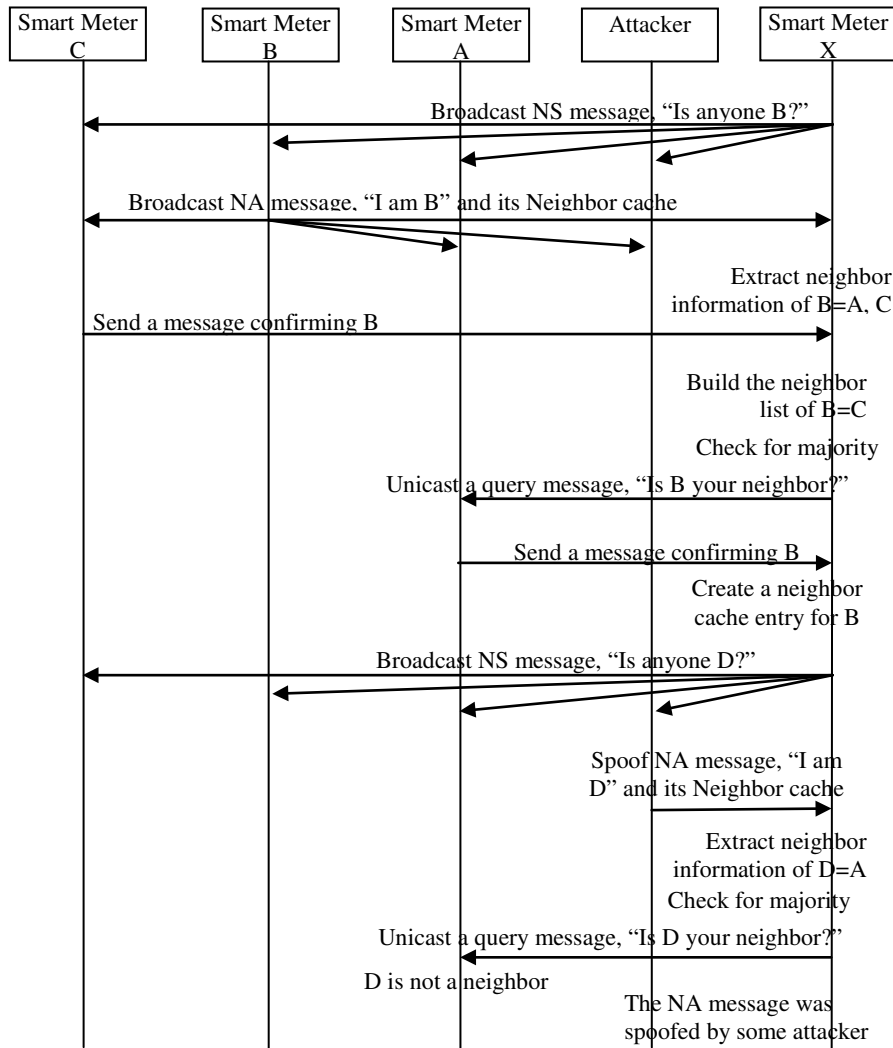 Smart Meter
C
Smart Meter
B
Smart Meter
A
Attacker
Smart Meter
X
Broadcast NS message, “Is anyone B?”
Broadcast NA message, “I am B” and its Neighbor cache
Extract neighbor
information of B=A, C
Send a message confirming B
Build the neighbor
list of B=C
Check for majority
Unicast a query message, “Is B your neighbor?”
Send a message confirming B
Create a neighbor
cache entry for B
Broadcast NS message, “Is anyone D?”
Spoof NA message, “I am
D” and its Neighbor cache
Extract neighbor
information of D=A
Check for majority
Unicast a query message, “Is D your neighbor?”
D is not a neighbor
The NA message was
spoofed by some attacker